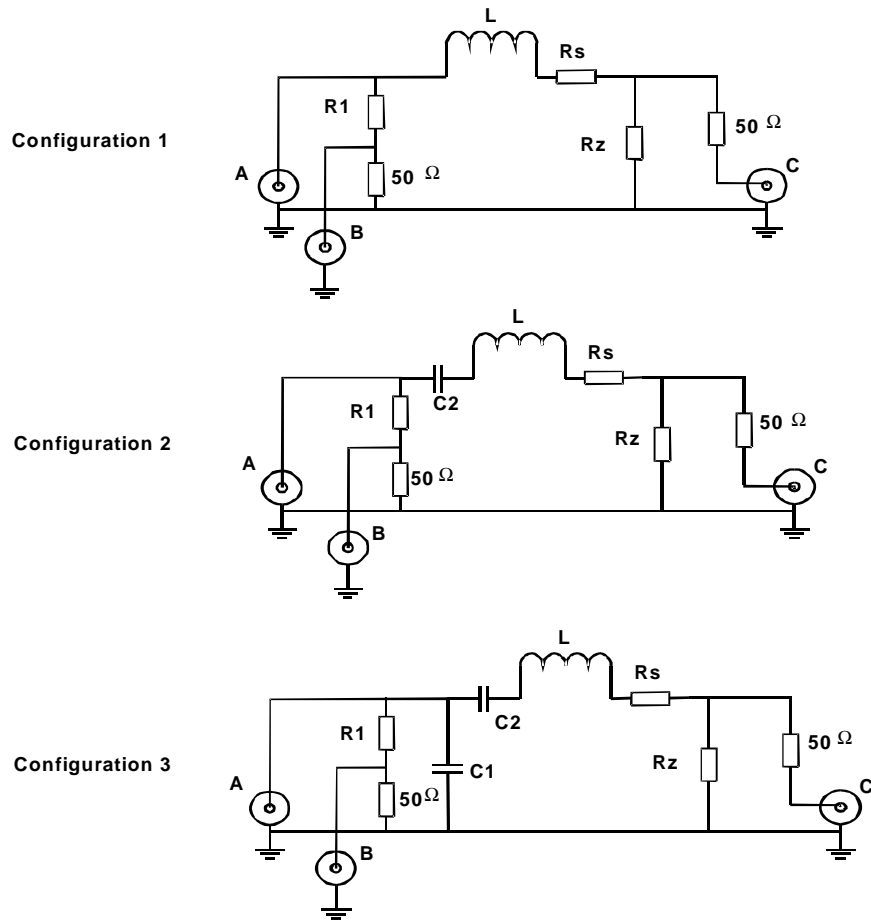 L
Rs
R1
50 Ω
Configuration 1
Rz
A
50 Ω
C
B
L
Rs
C2
R1
50 Ω
Configuration 2
Rz
A
50 Ω
C
B
L
Rs
C2
R1
50 Ω
Configuration 3
C1
Rz
A
50 Ω
C
B